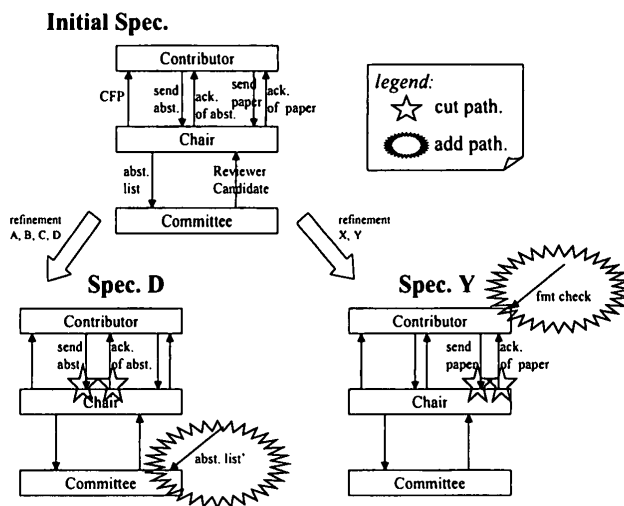 Initial Spec.
Contributor
CFP
send
abst.
ack.
of abst.
send
paper
ack.
of paper
Chair
abst.
list
Reviewer
Candidate
Committee
legend:
cut path.
add path.
refinement
A, B, C, D
refinement
X, Y
Spec. D
Contributor
send
abst.
ack.
of abst.
Chair
abst. list'
Committee
Spec. Y
fmt check
Contributor
send
paper
ack.
of paper
Chair
Committee